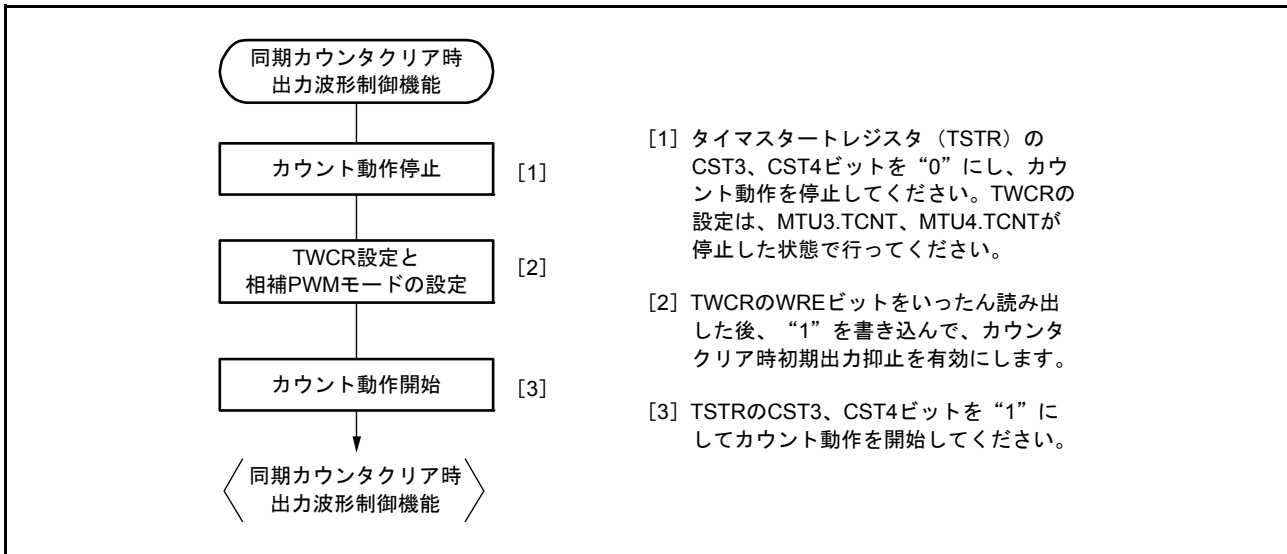 同期カウンタクリア時
出力波形制御機能
カウント動作停止
[1]
TWCR設定と
相補PWMモードの設定
[2]
カウント動作開始
[3]
同期カウンタクリア時
出力波形制御機能
[1] タイマスタートレジスタ（TSTR）の
CST3、CST4ビットを“0”にし、カウ
ント動作を停止してください。TWCRの
設定は、MTU3.TCNT、MTU4.TCNTが
停止した状態で行ってください。
[2] TWCRのWREビットをいったん読み出
した後、“1”を書き込んで、カウンタ
クリア時初期出力抑止を有効にします。
[3] TSTRのCST3、CST4ビットを“1”に
してカウント動作を開始してください。